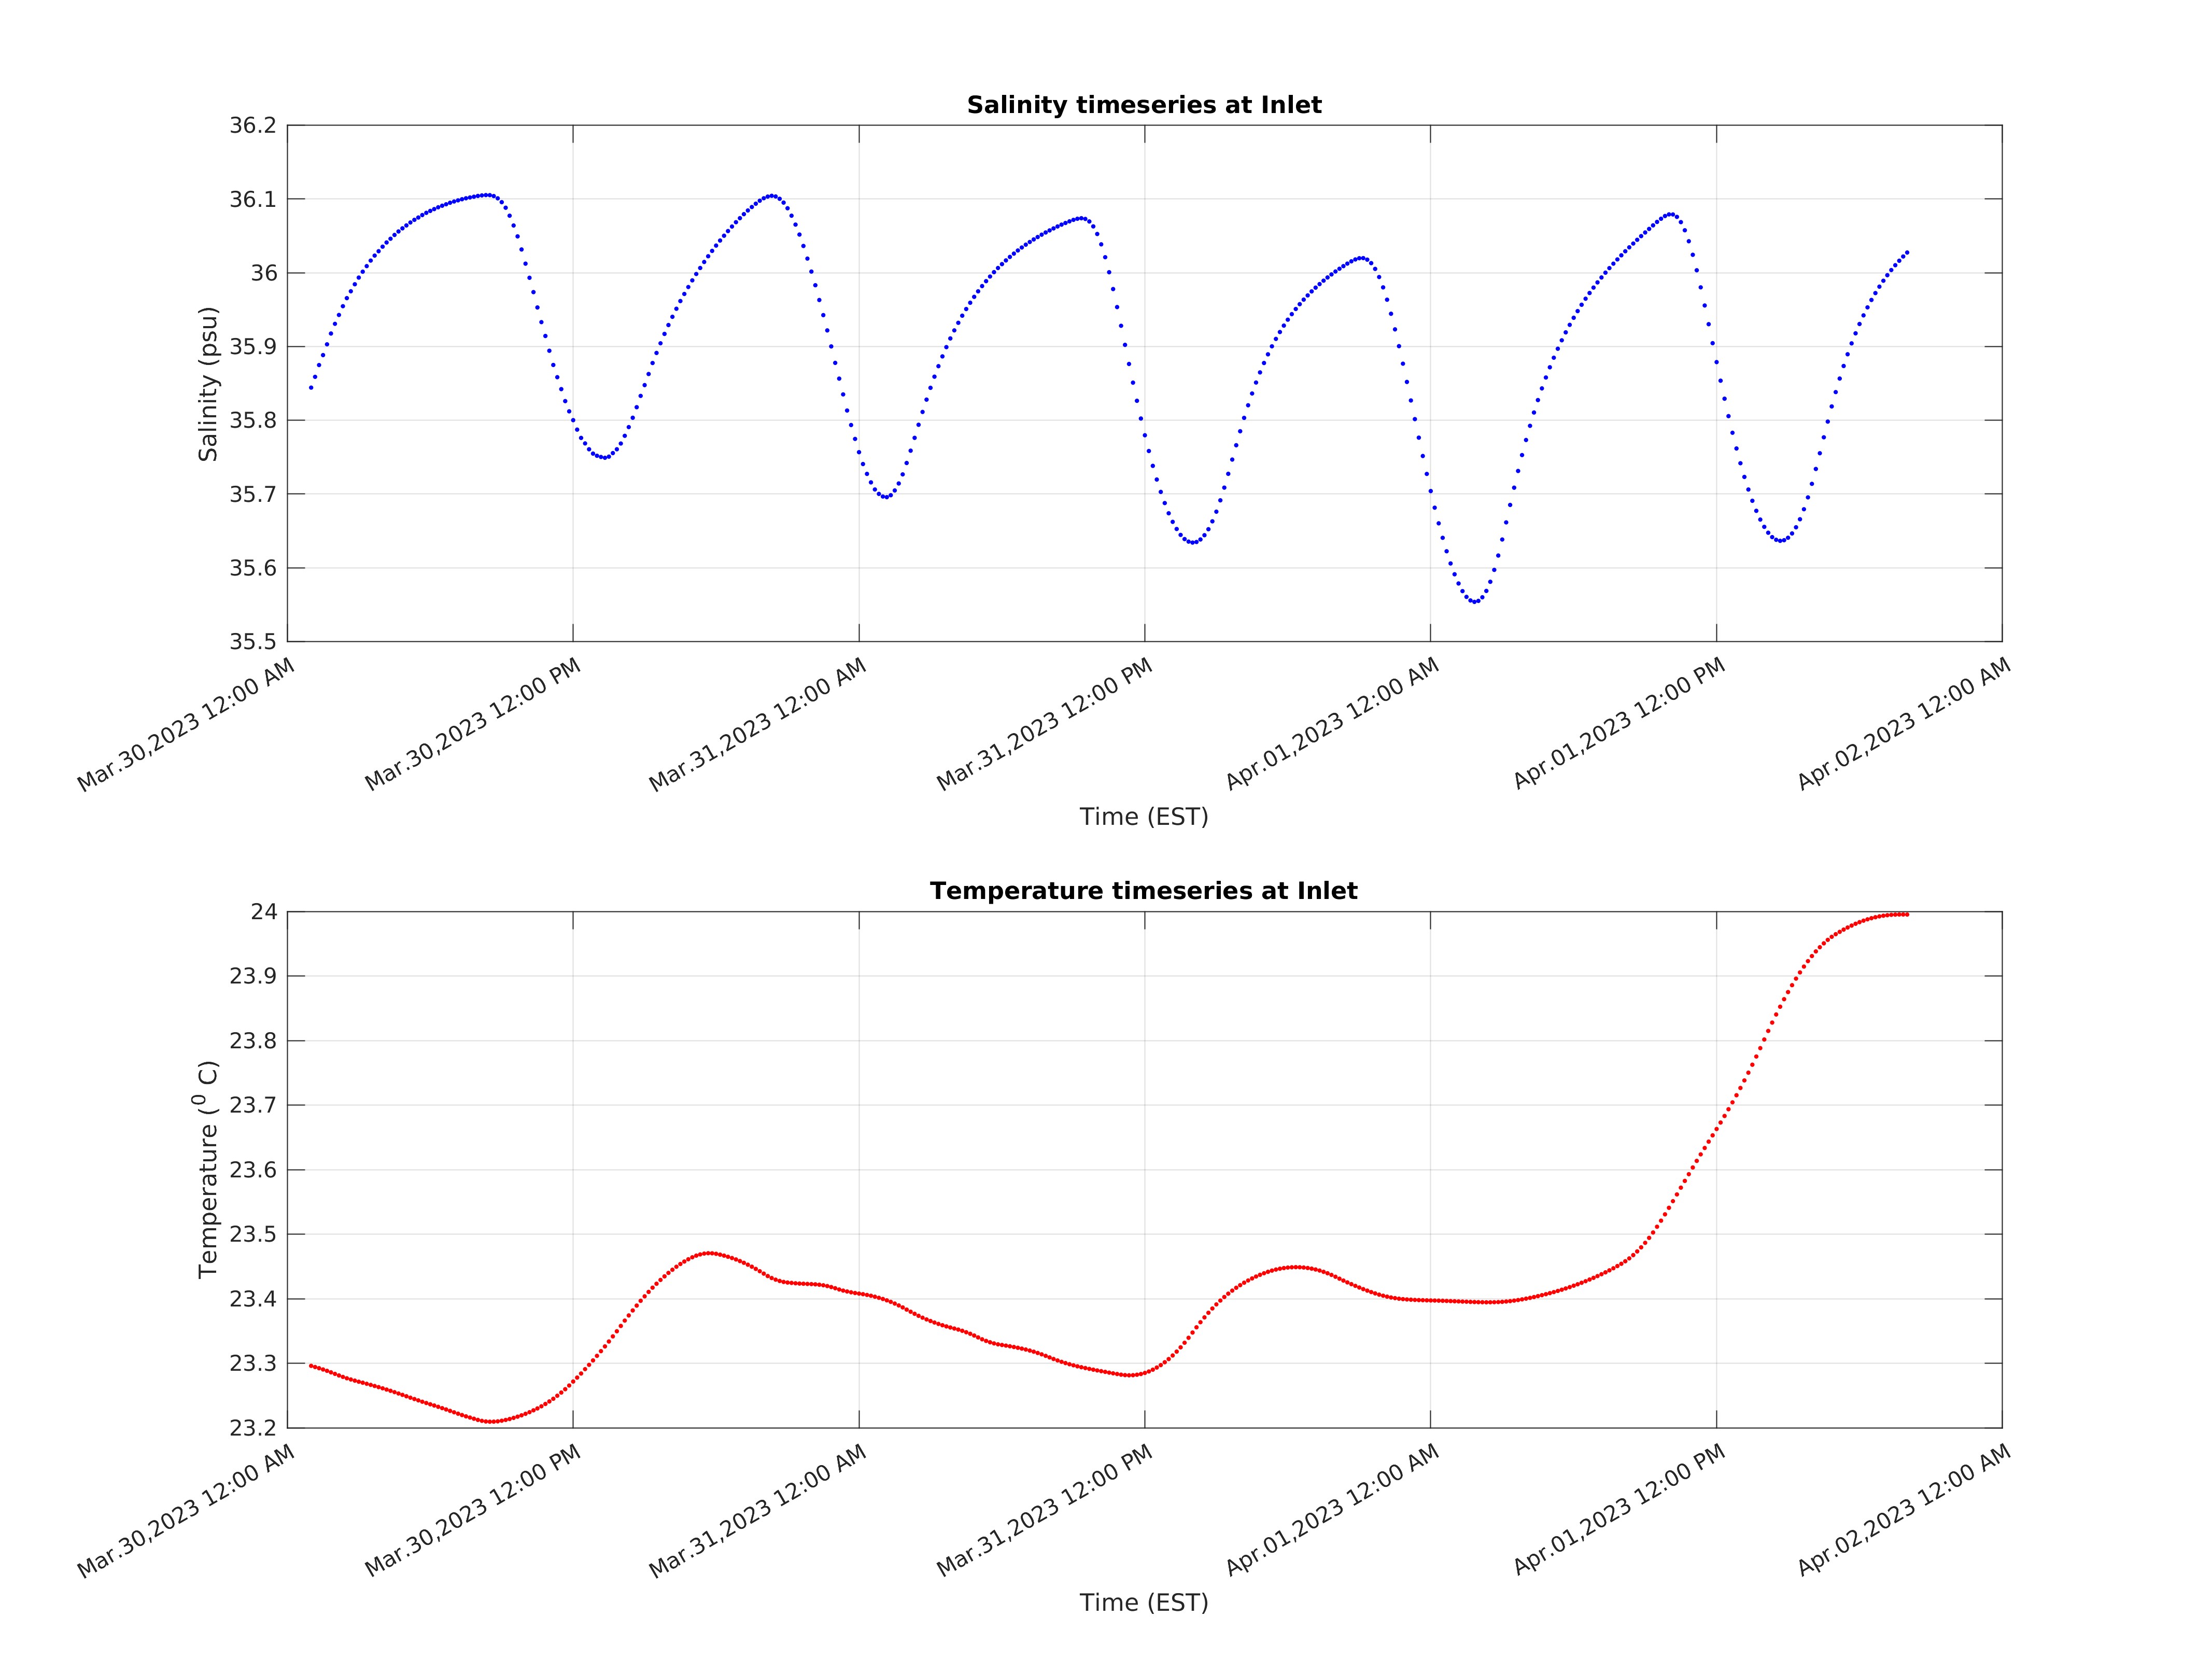 Salinity timeseries at Inlet
36.2
36.1
36
35.9
35.8
35.7
35.6
35.5
Salinity (psu)
Mar.30,2023 12:00 AM
Mar.30,2023 12:00 PM
Mar.31,2023 12:00 AM
Mar.31,2023 12:00 PM
Apr.01,2023 12:00 AM
Apr.01,2023 12:00 PM
Apr.02,2023 12:00 AM
Time (EST)
Temperature timeseries at Inlet
24
23.9
23.8
23.7
23.6
23.5
23.4
23.3
23.2
Temperature (⁰ C)
Mar.30,2023 12:00 AM
Mar.30,2023 12:00 PM
Mar.31,2023 12:00 AM
Mar.31,2023 12:00 PM
Apr.01,2023 12:00 AM
Apr.01,2023 12:00 PM
Apr.02,2023 12:00 AM
Time (EST)